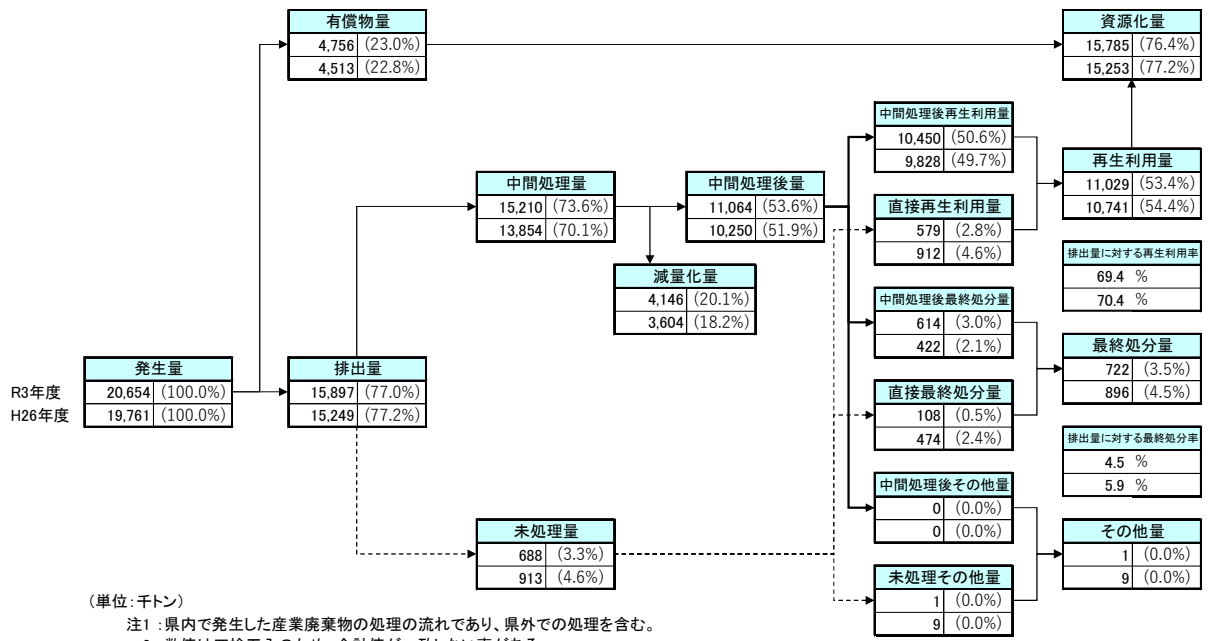 有償物量
4,756 (23.0%)
4,513 (22.8%)
資源化量
15,785 (76.4%)
15,253 (77.2%)
中間処理後再生利用量
10,450 (50.6%)
9,828 (49.7%)
再生利用量
11,029 (53.4%)
10,741 (54.4%)
中間処理量
15,210 (73.6%)
13,854 (70.1%)
中間処理後量
11,064 (53.6%)
10,250 (51.9%)
直接再生利用量
579 (2.8%)
912 (4.6%)
排出量に対する再生利用率
69.4 %
70.4 %
減量化量
4,146 (20.1%)
3,604 (18.2%)
中間処理後最終処分量
614 (3.0%)
422 (2.1%)
最終処分量
722 (3.5%)
896 (4.5%)
発生量
R3年度 20,654 (100.0%)
H26年度 19,761 (100.0%)
排出量
15,897 (77.0%)
15,249 (77.2%)
直接最終処分量
108 (0.5%)
474 (2.4%)
排出量に対する最終処分率
4.5 %
5.9 %
中間処理後その他量
0 (0.0%)
0 (0.0%)
未処理量
688 (3.3%)
913 (4.6%)
その他量
1 (0.0%)
9 (0.0%)
未処理その他量
1 (0.0%)
9 (0.0%)
(単位:千トン)
注1 :県内で発生した産業廃棄物の処理の流れであり、県外での処理を含む。